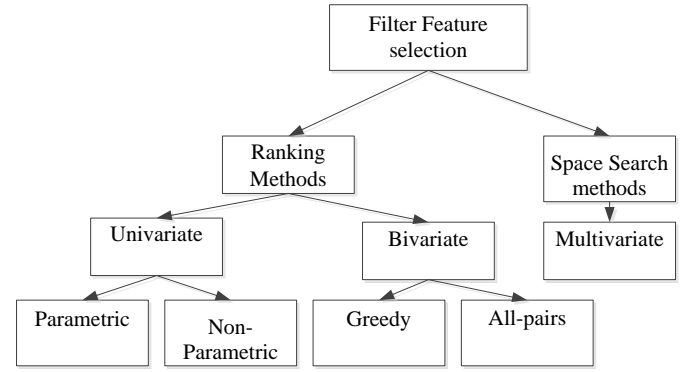 Filter Feature
selection
Ranking
Methods
Space Search
methods
Univariate
Bivariate
Multivariate
Parametric
Non-
Parametric
Greedy
All-pairs